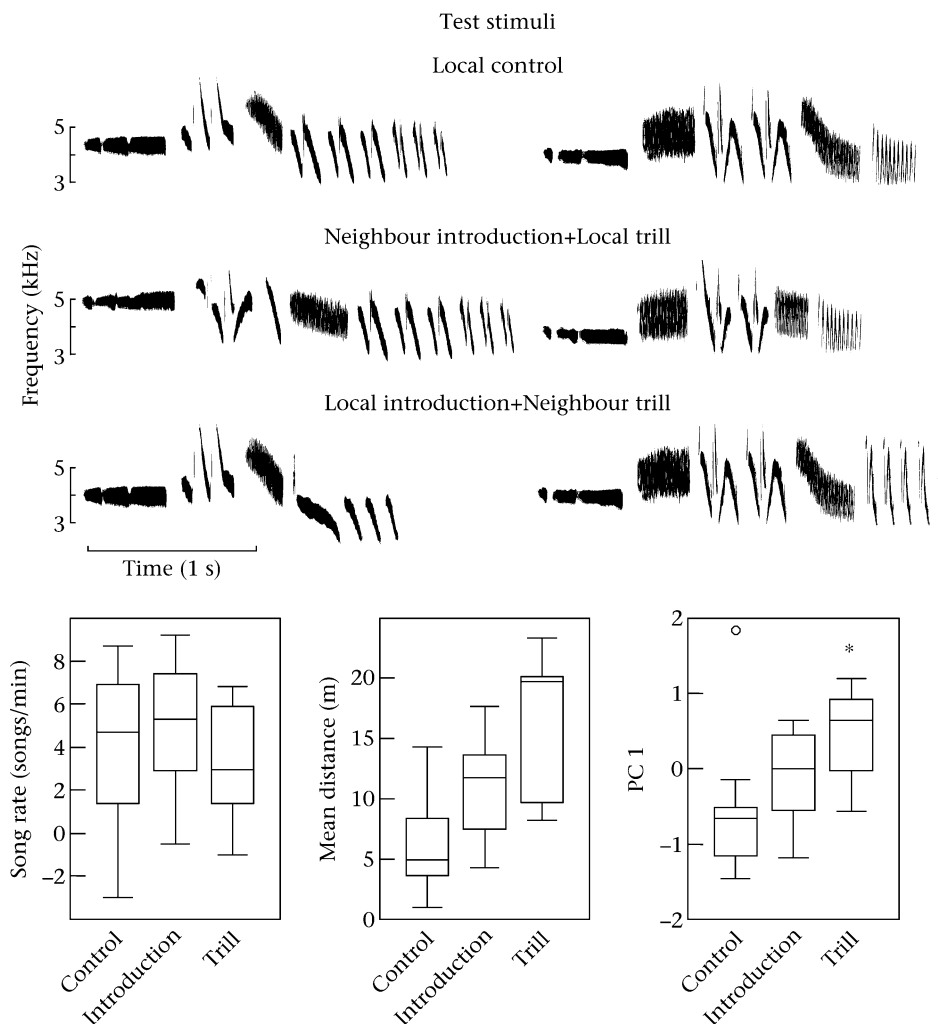 Test stimuli
Local control
5
3
Neighbour introduction+Local trill
5
3
Frequency (kHz)
Local introduction+Neighbour trill
5
3
Time (1 s)
Song rate (songs/min)
8
6
4
2
0
−2
Control
Introduction
Trill
Mean distance (m)
20
15
10
5
0
Control
Introduction
Trill
PC 1
2
1
0
−1
−2
*
Control
Introduction
Trill